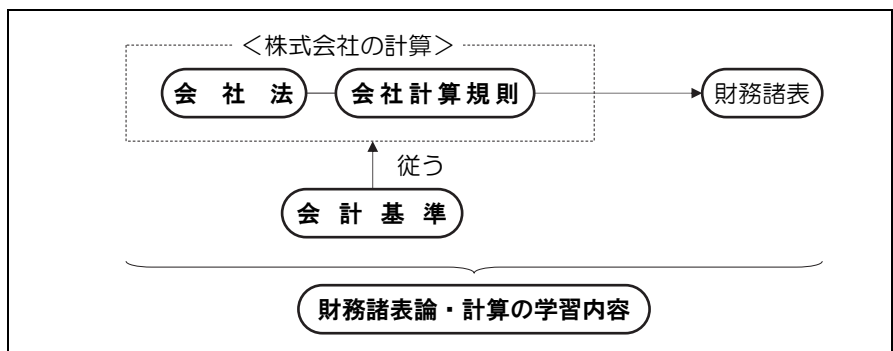 ＜株式会社の計算＞
会社法
会社計算規則
財務諸表
従う
会計基準
財務諸表論・計算の学習内容